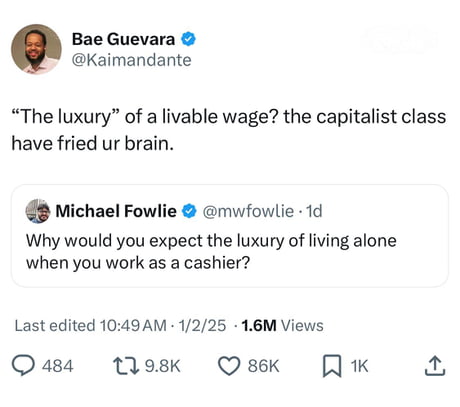 Bae Guevara
@Kaimandante
“The luxury” of a livable wage? the capitalist class
have fried ur brain.
Michael Fowlie @mwfowlie · 1d
Why would you expect the luxury of living alone
when you work as a cashier?
Last edited 10:49 AM · 1/2/25 · 1.6M Views
484 9.8K 86K 1K